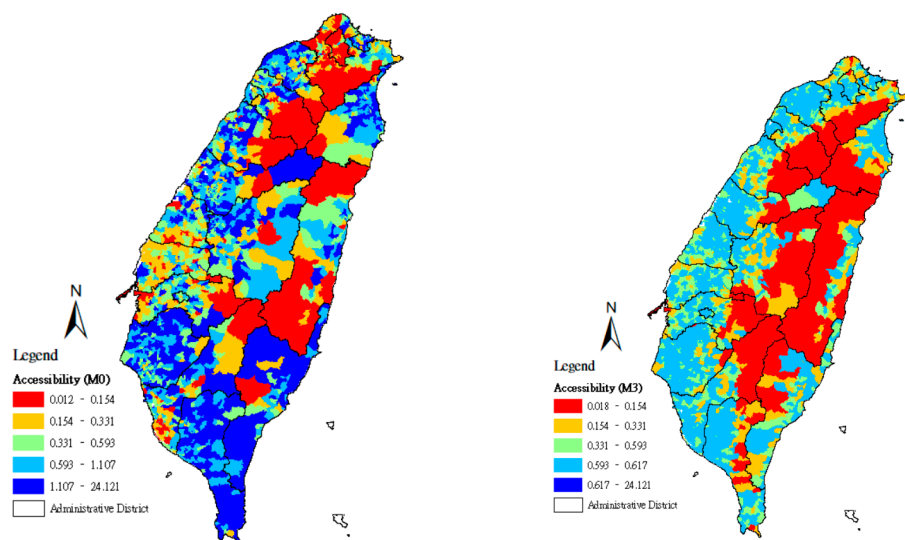 N
Legend
Accessibility (M0)
0.012 - 0.154
0.154 - 0.331
0.331 - 0.593
0.593 - 1.107
1.107 - 24.121
Administrative District
N
Legend
Accessibility (M3)
0.018 - 0.154
0.154 - 0.331
0.331 - 0.593
0.593 - 0.617
0.617 - 24.121
Administrative District